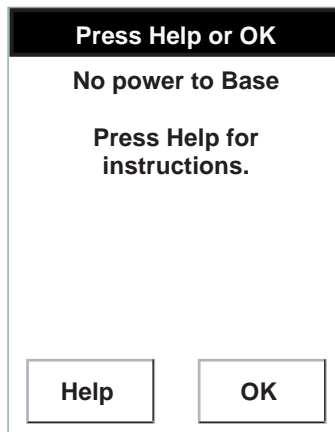 Press Help or OK
No power to Base
Press Help for
instructions.
Help
OK